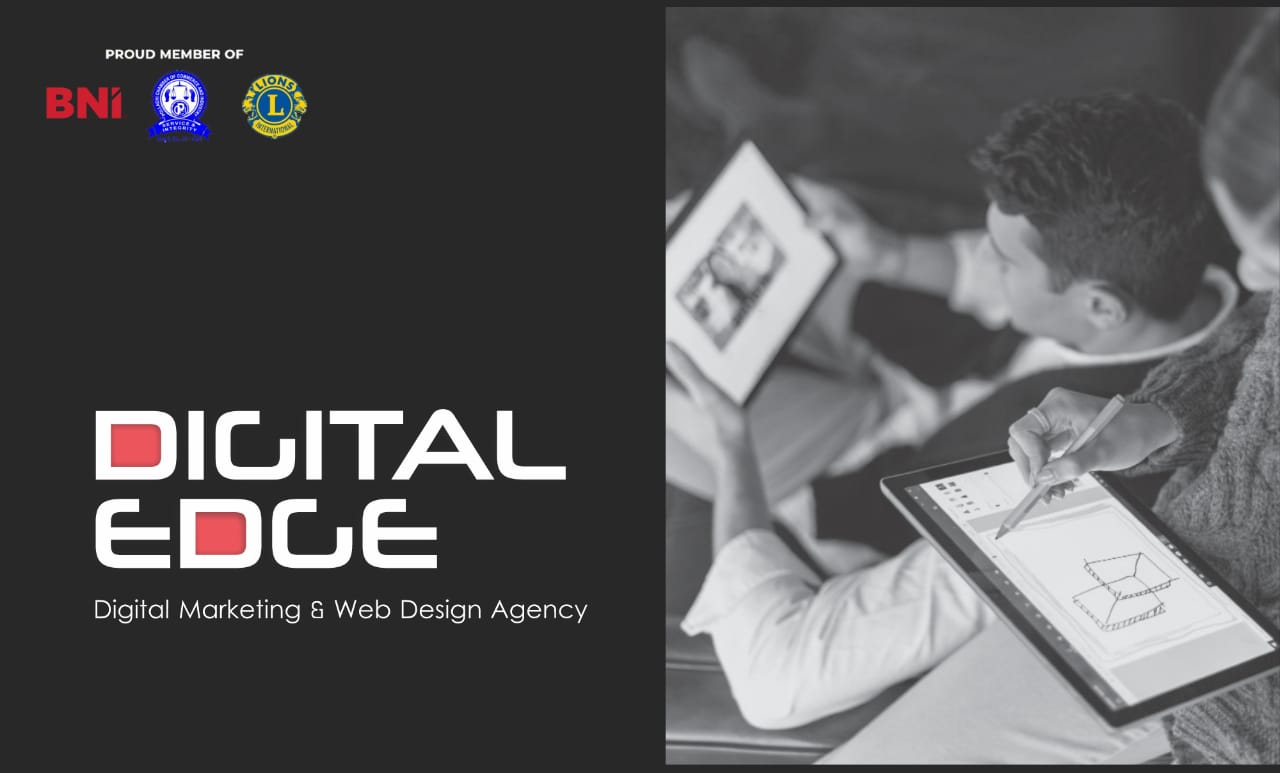 PROUD MEMBER OF
BNI
SERVICE &
INTEGRITY
LIONS
L
INTERNATIONAL
DIGITAL
EDGE
Digital Marketing & Web Design Agency